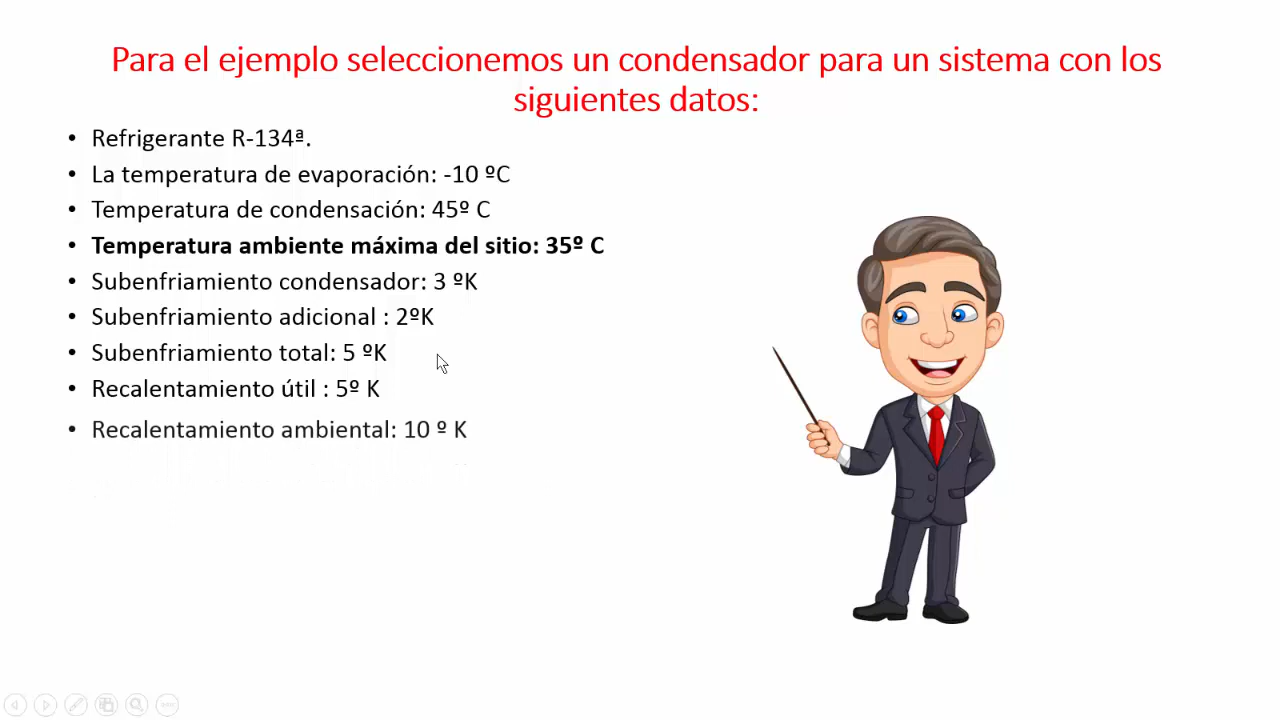 Para el ejemplo seleccionemos un condensador para un sistema con los
siguientes datos:
• Refrigerante R-134ª.
• La temperatura de evaporación: -10 ºC
• Temperatura de condensación: 45º C
• Temperatura ambiente máxima del sitio: 35º C
• Subenfriamiento condensador: 3 ºK
• Subenfriamiento adicional : 2ºK
• Subenfriamiento total: 5 ºK
• Recalentamiento útil : 5º K
• Recalentamiento ambiental: 10 º K